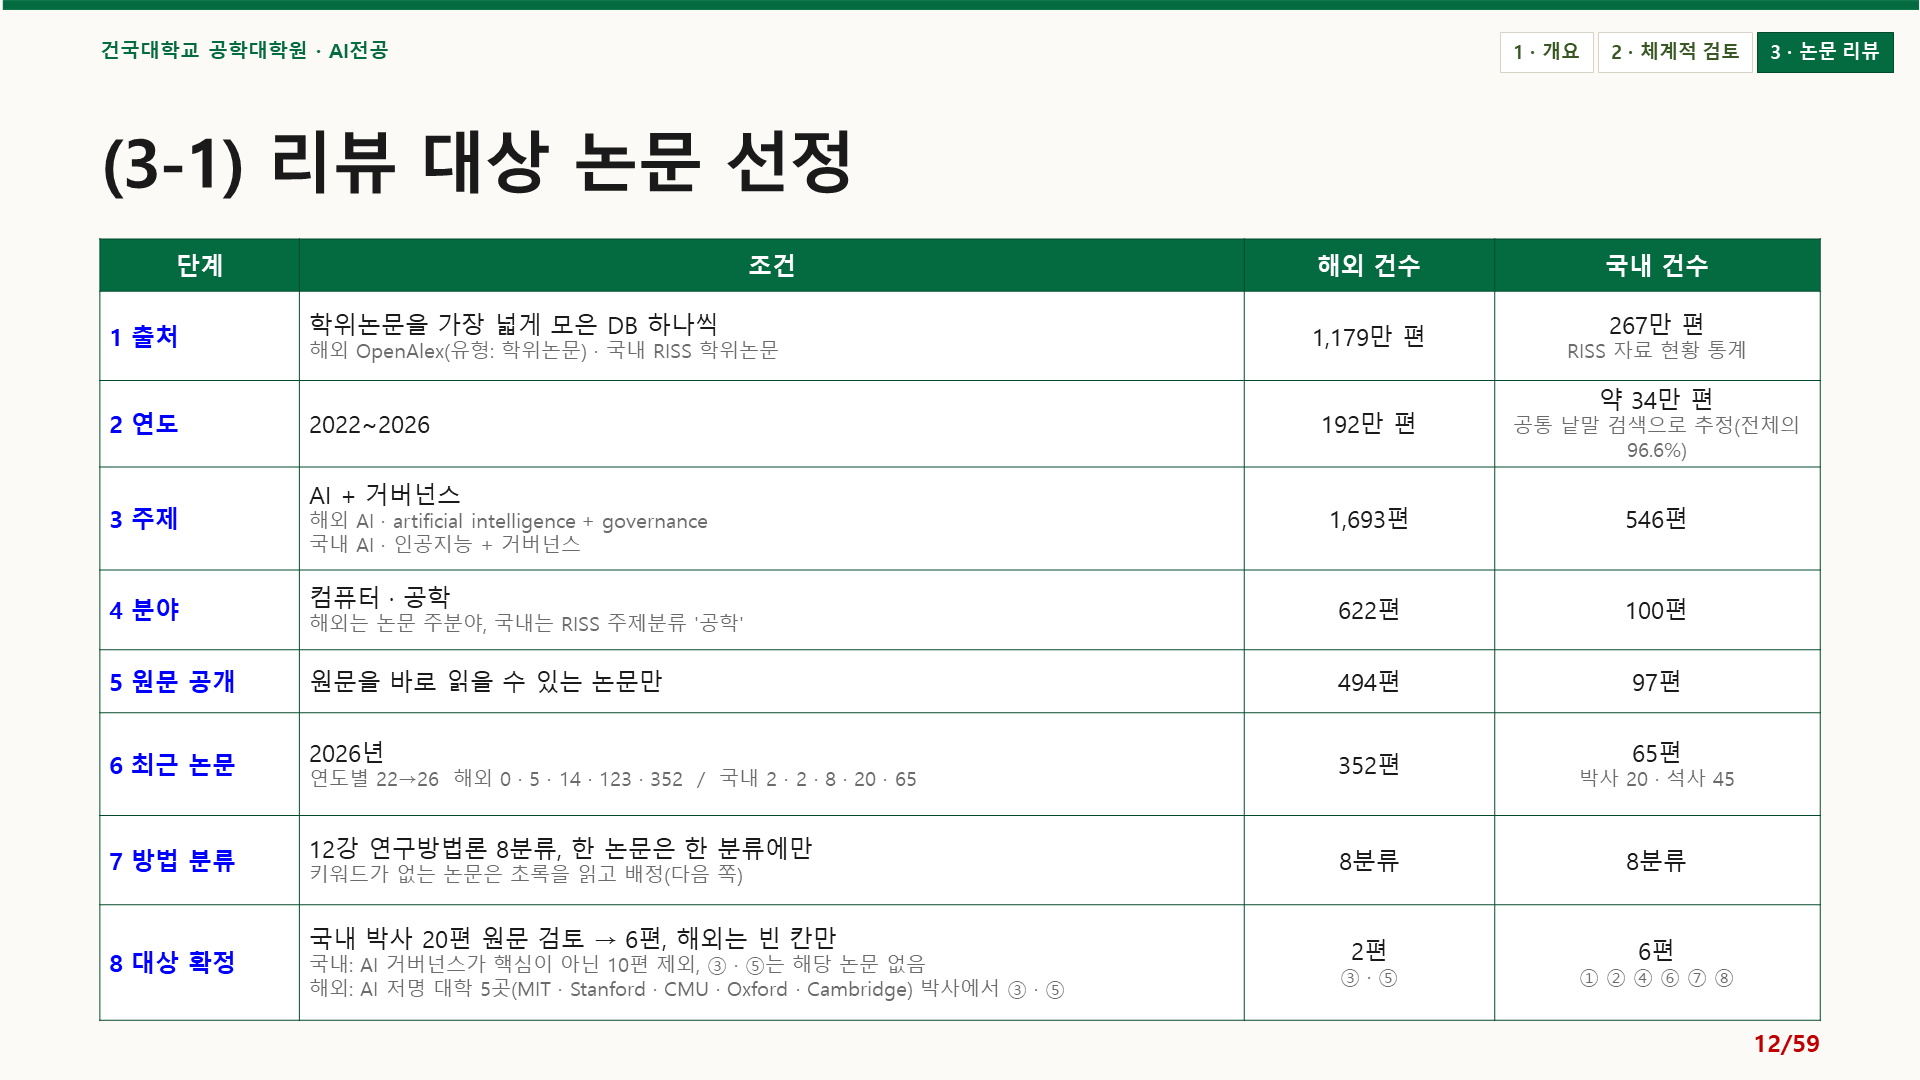 건국대학교 공학대학원 · AI전공
1 · 개요
2 · 체계적 검토
3 · 논문 리뷰
(3-1) 리뷰 대상 논문 선정
단계
조건
해외 건수
국내 건수
1 출처
학위논문을 가장 넓게 모은 DB 하나씩
해외 OpenAlex(유형: 학위논문) · 국내 RISS 학위논문
1,179만 편
267만 편
RISS 자료 현황 통계
2 연도
2022~2026
192만 편
약 34만 편
공통 낱말 검색으로 추정(전체의
96.6%)
3 주제
AI + 거버넌스
해외 AI · artificial intelligence + governance
국내 AI · 인공지능 + 거버넌스
1,693편
546편
4 분야
컴퓨터 · 공학
해외는 논문 주분야, 국내는 RISS 주제분류 '공학'
622편
100편
5 원문 공개
원문을 바로 읽을 수 있는 논문만
494편
97편
6 최근 논문
2026년
연도별 22→26 해외 0 · 5 · 14 · 123 · 352 / 국내 2 · 2 · 8 · 20 · 65
352편
65편
박사 20 · 석사 45
7 방법 분류
12강 연구방법론 8분류, 한 논문은 한 분류에만
키워드가 없는 논문은 초록을 읽고 배정(다음 쪽)
8분류
8분류
8 대상 확정
국내 박사 20편 원문 검토 → 6편, 해외는 빈 칸만
국내: AI 거버넌스가 핵심이 아닌 10편 제외, ③ · ⑤는 해당 논문 없음
해외: AI 저명 대학 5곳(MIT · Stanford · CMU · Oxford · Cambridge) 박사에서 ③ · ⑤
2편
③ · ⑤
6편
① ② ④ ⑥ ⑦ ⑧
12/59